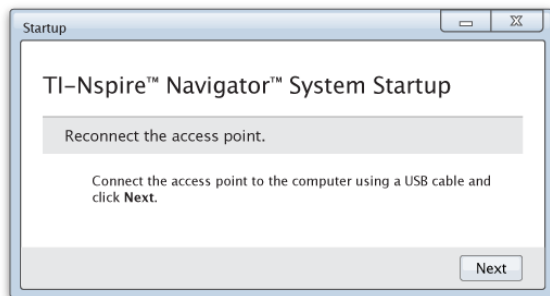 Startup
TI-Nspire™ Navigator™ System Startup
Reconnect the access point.
Connect the access point to the computer using a USB cable and
click Next.
Next